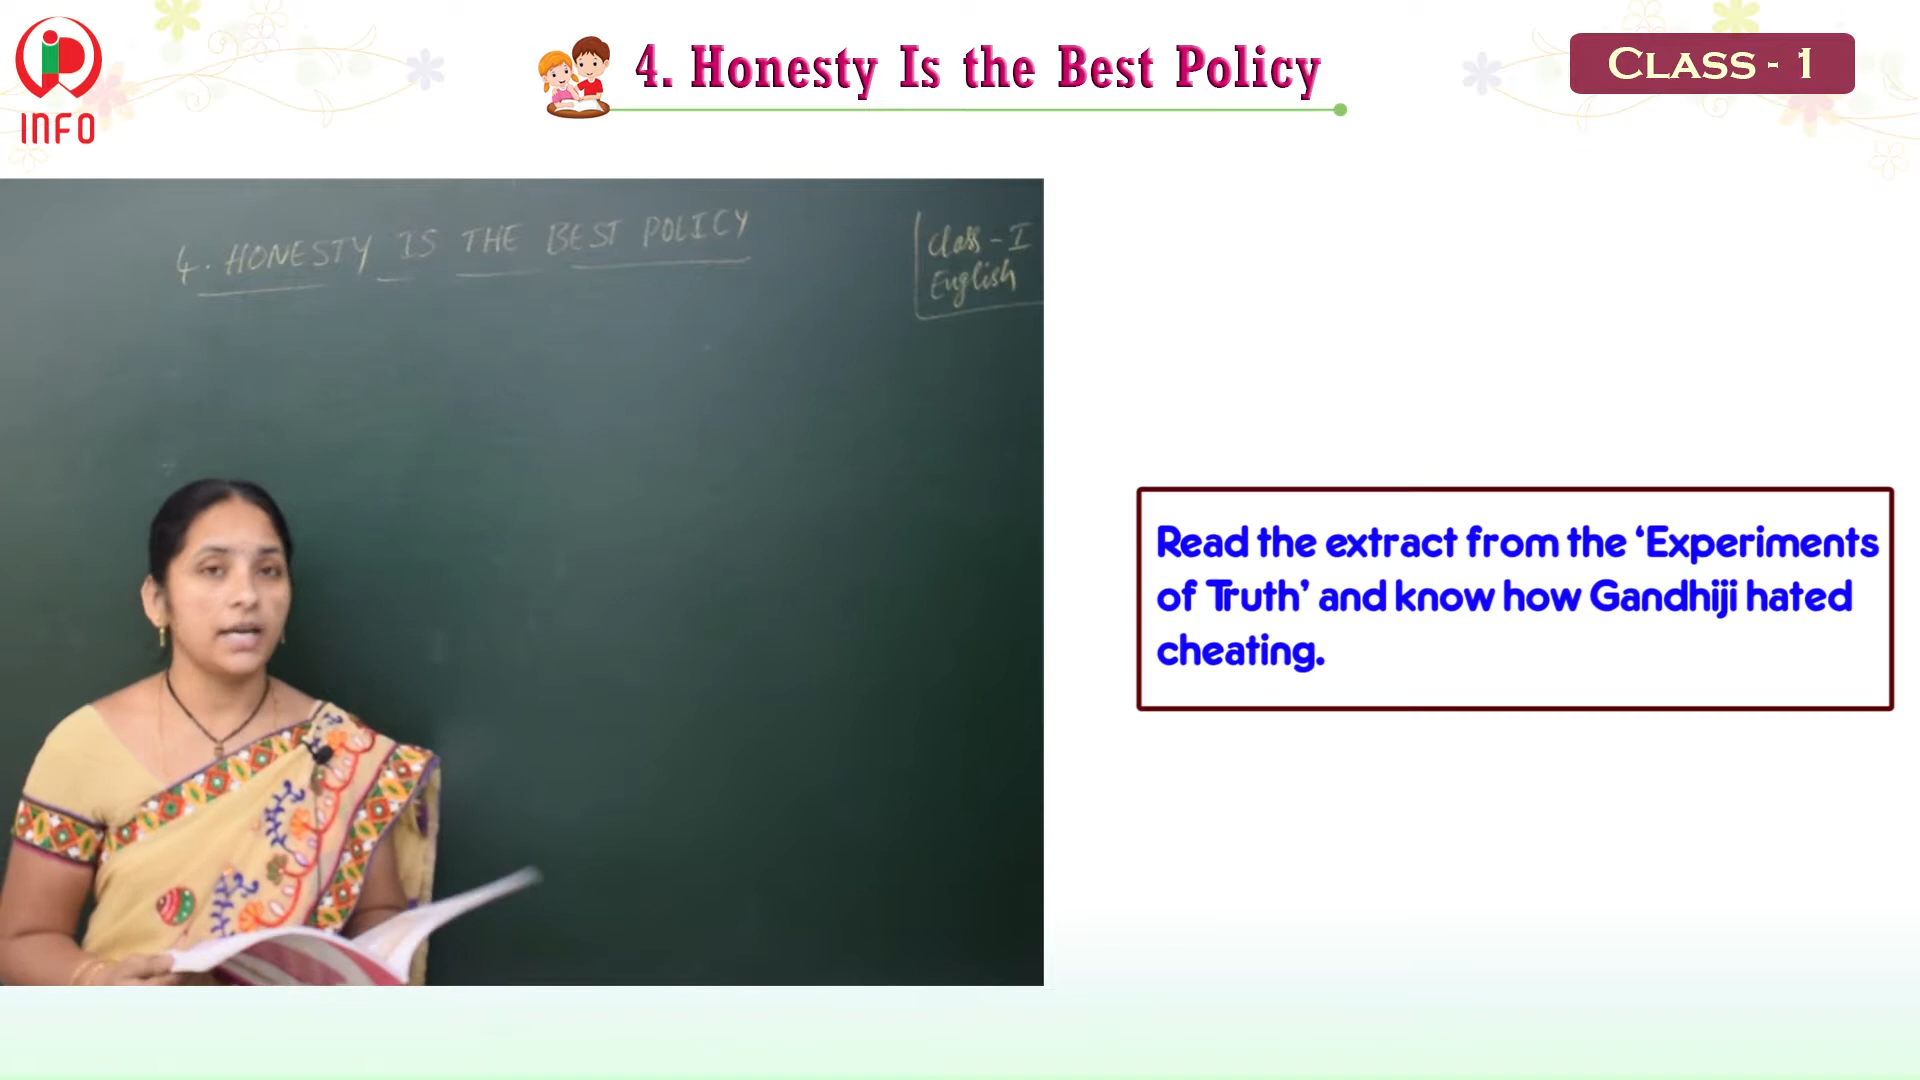 INFO
4. Honesty Is the Best Policy
CLASS - 1
4. HONESTY IS THE BEST POLICY
Class - I
English
Read the extract from the ‘Experiments
of Truth’ and know how Gandhiji hated
cheating.